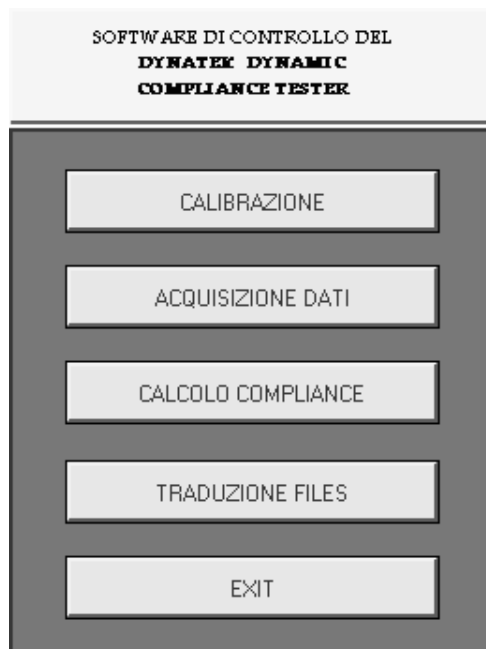 SOFTWARE DI CONTROLLO DEL
DYNATEK DYNAMIC
COMPLIANCE TESTER
CALIBRAZIONE
ACQUISIZIONE DATI
CALCOLO COMPLIANCE
TRADUZIONE FILES
EXIT